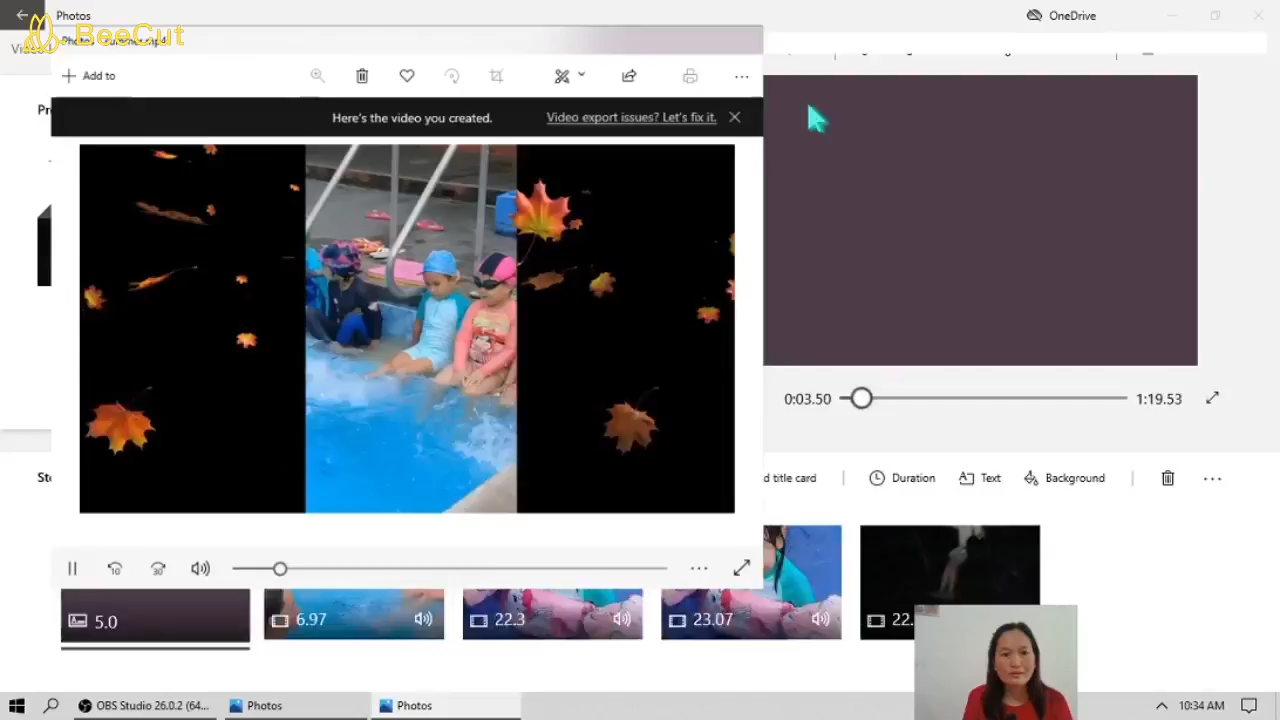 Photos
OneDrive
BeeCut
Add to
Here's the video you created.
Video export issues? Let's fix it.
0:03.50
1:19.53
d title card
Duration
Text
Background
10
30
5.0
6.97
22.3
23.07
22.
OBS Studio 26.0.2 (64...
Photos
Photos
10:34 AM